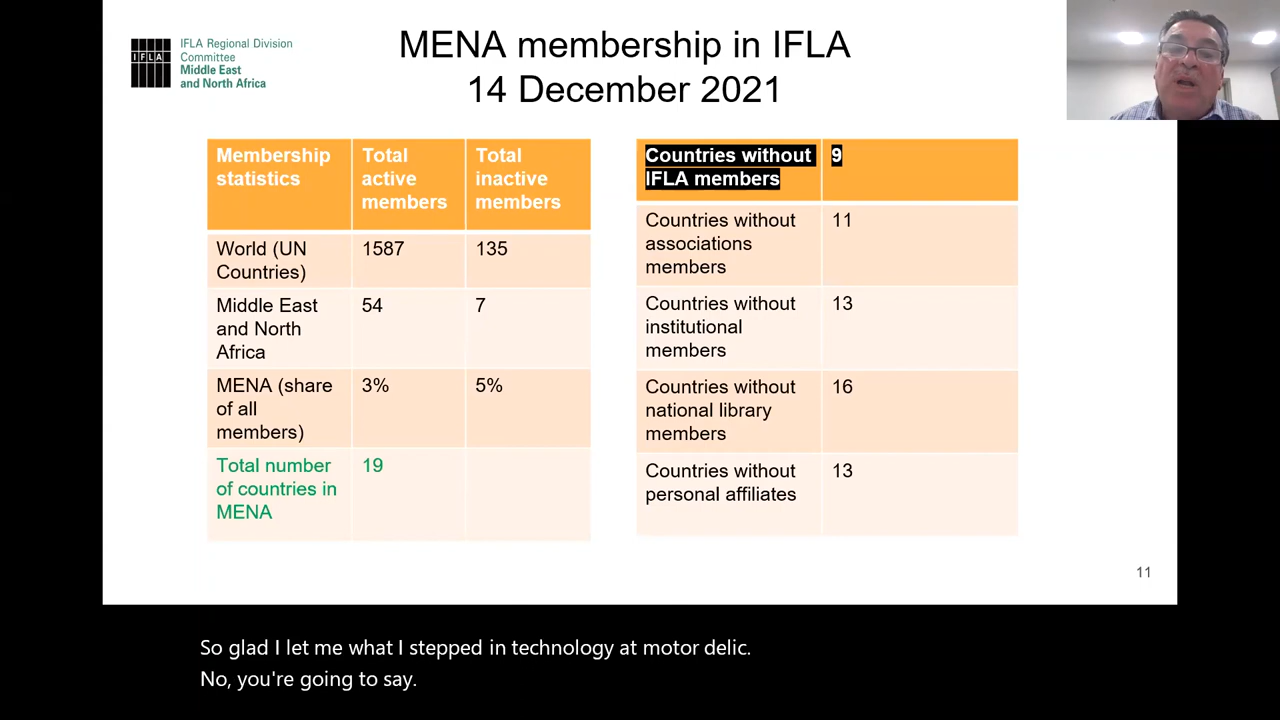 IFLA
IFLA Regional Division
Committee
Middle East
and North Africa
MENA membership in IFLA
14 December 2021
Membership
statistics
Total
active
members
Total
inactive
members
World (UN
Countries)
1587
135
Middle East
and North
Africa
54
7
MENA (share
of all
members)
3%
5%
Total number
of countries in
MENA
19
Countries without
IFLA members
9
Countries without
associations
members
11
Countries without
institutional
members
13
Countries without
national library
members
16
Countries without
personal affiliates
13
11
So glad I let me what I stepped in technology at motor delic.
No, you're going to say.